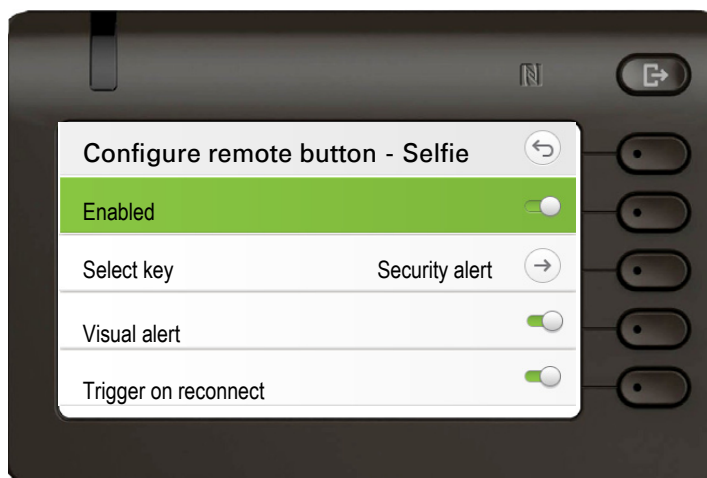 Configure remote button - Selfie
Enabled
Select key Security alert
Visual alert
Trigger on reconnect